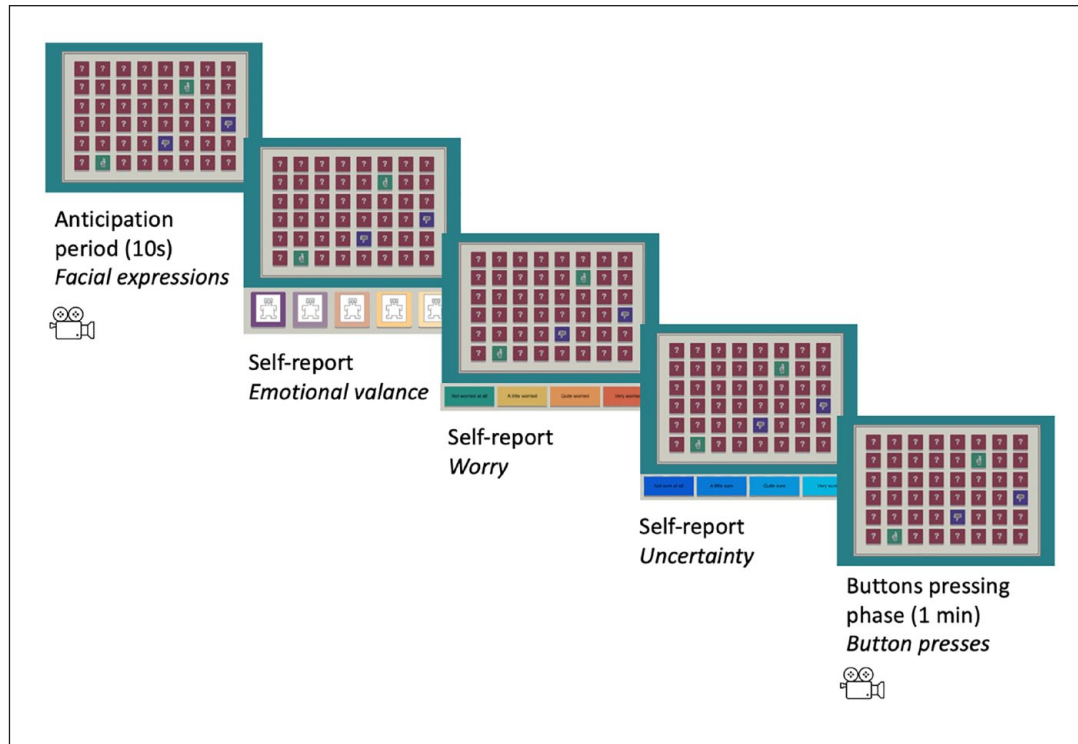 ? ? ? ? ? ? ? ?
? ? ? ? ? ? ?
? ? ? ? ? ? ? ?
? ? ? ? ? ? ?
? ? ? ? ? ? ?
? ? ? ? ? ? ?
Anticipation
period (10s)
Facial expressions
? ? ? ? ? ? ? ?
? ? ? ? ? ? ?
? ? ? ? ? ? ? ?
? ? ? ? ? ? ?
? ? ? ? ? ? ?
? ? ? ? ? ? ?
Self-report
Emotional valance
? ? ? ? ? ? ? ?
? ? ? ? ? ? ?
? ? ? ? ? ? ? ?
? ? ? ? ? ? ?
? ? ? ? ? ? ?
? ? ? ? ? ? ?
Not worried at all A little worried Quite worried Very worried
Self-report
Worry
? ? ? ? ? ? ? ?
? ? ? ? ? ? ?
? ? ? ? ? ? ? ?
? ? ? ? ? ? ?
? ? ? ? ? ? ?
? ? ? ? ? ? ?
Not sure at all A little sure Quite sure Very sure
Self-report
Uncertainty
? ? ? ? ? ? ? ?
? ? ? ? ? ? ?
? ? ? ? ? ? ? ?
? ? ? ? ? ? ?
? ? ? ? ? ? ?
? ? ? ? ? ? ?
Buttons pressing
phase (1 min)
Button presses